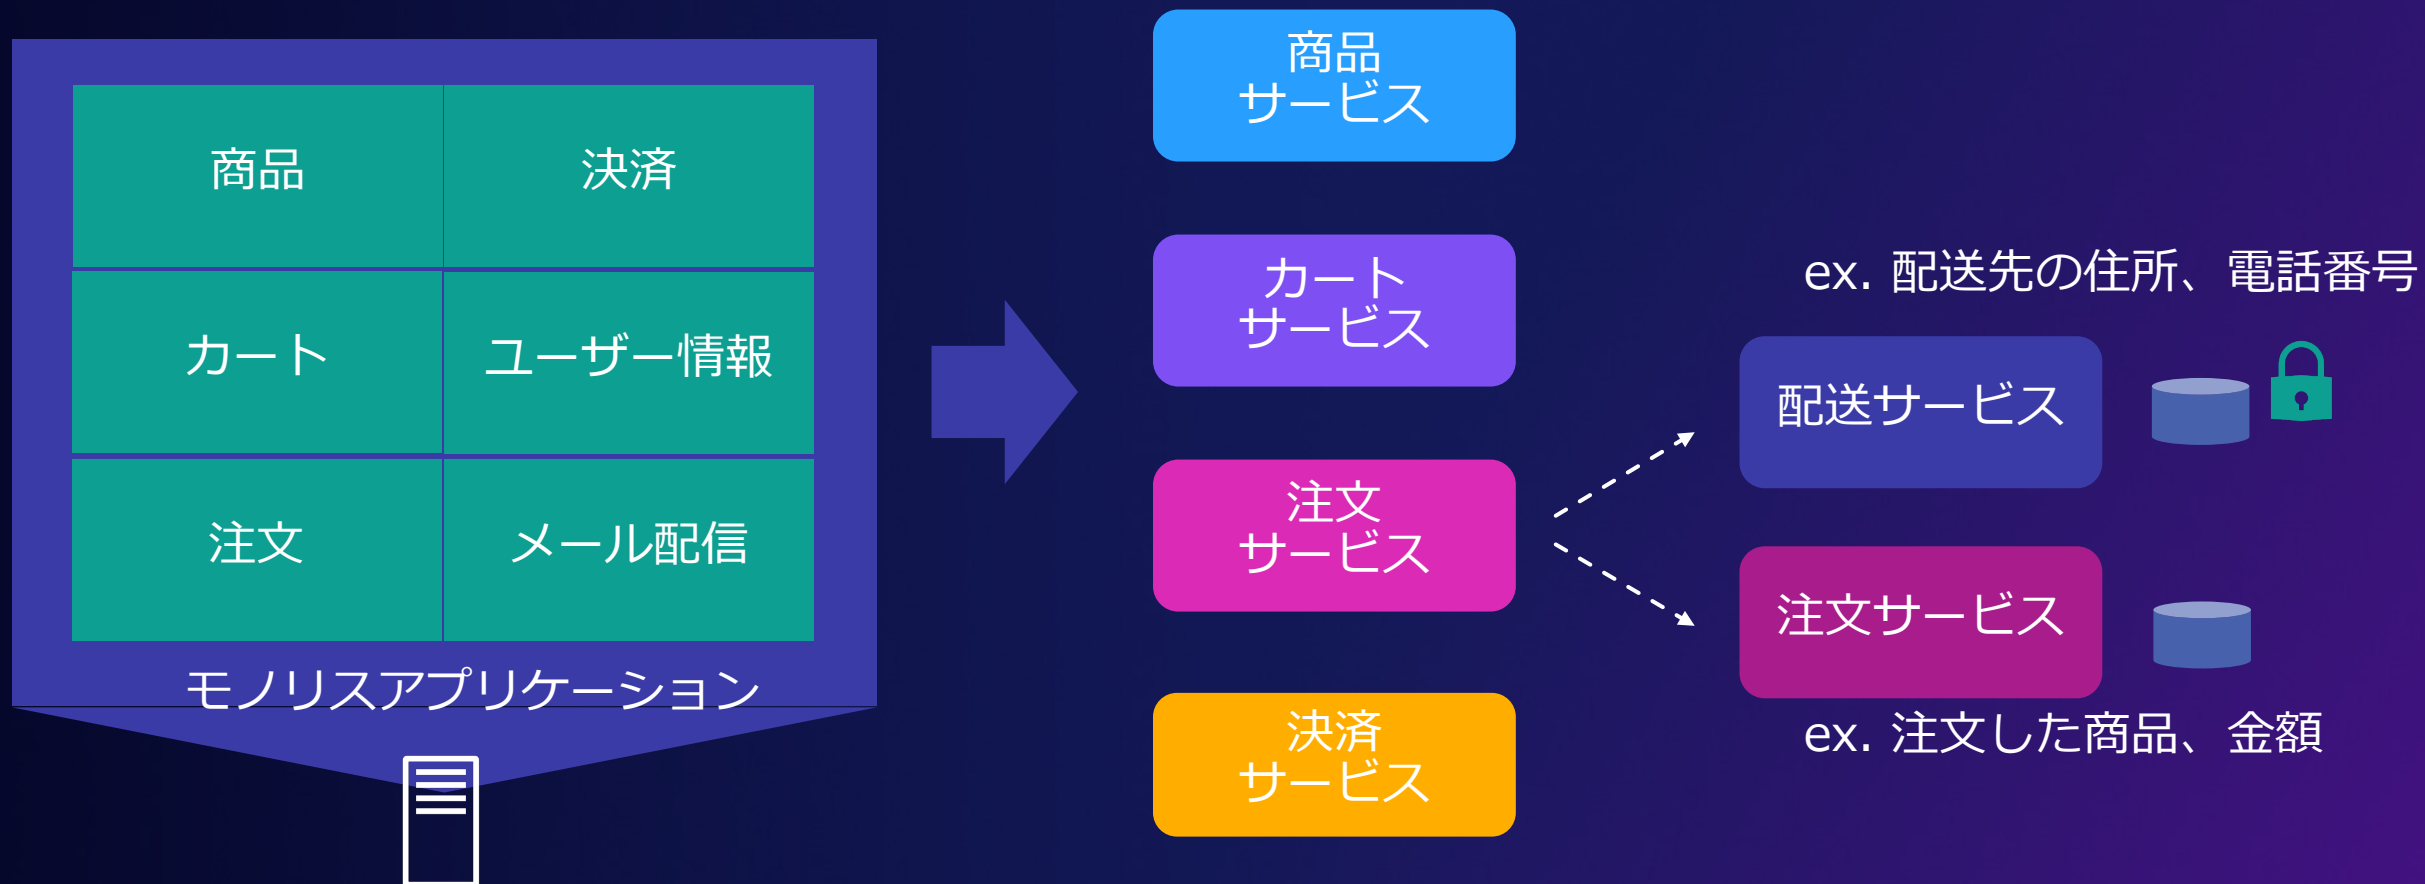 商品
決済
カート
ユーザー情報
注文
メール配信
モノリスアプリケーション
商品
サービス
カート
サービス
注文
サービス
決済
サービス
ex. 配送先の住所、電話番号
配送サービス
注文サービス
ex. 注文した商品、金額